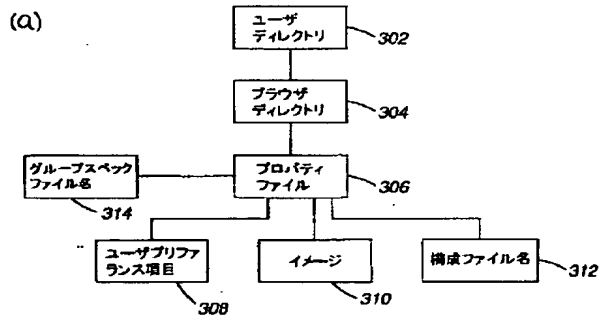 (a)
ユーザ
ディレクトリ
302
ブラウザ
ディレクトリ
304
グループスペック
ファイル名
314
プロパティ
ファイル
306
ユーザプリファ
ランス項目
308
イメージ
310
構成ファイル名
312